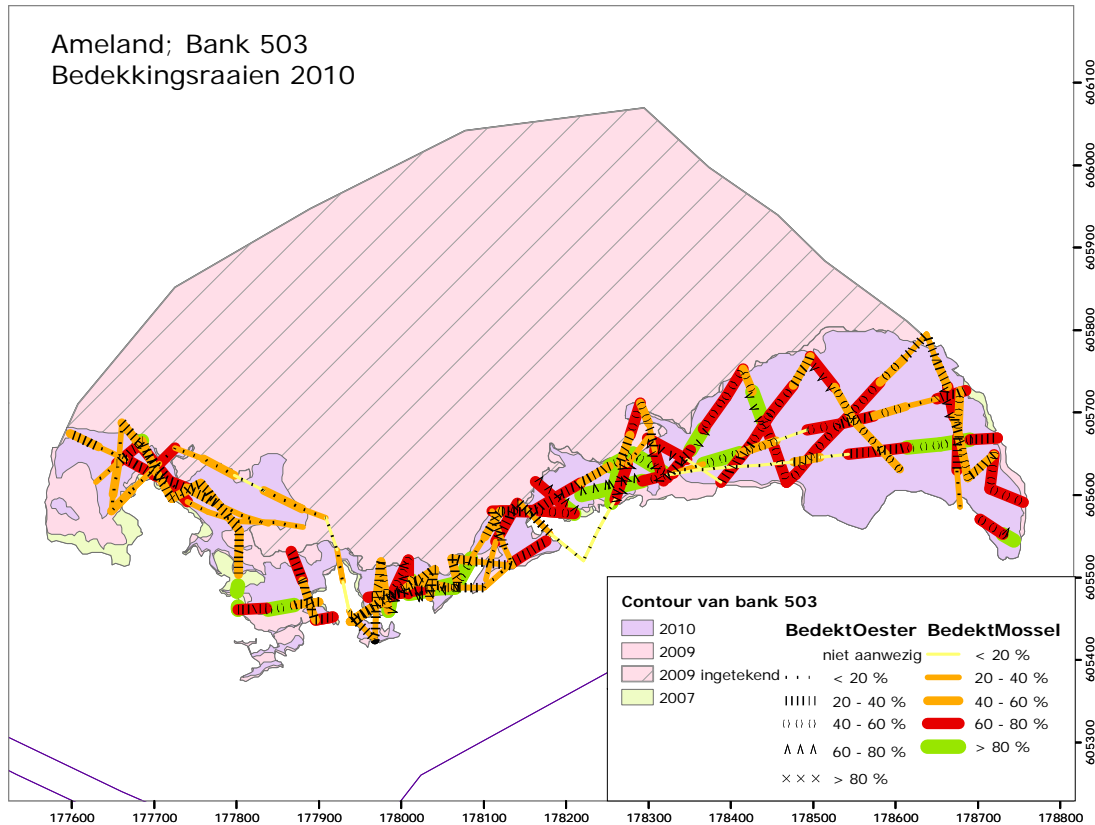 Ameland; Bank 503
Bedekkingsraaien 2010
606100
606000
605900
605800
605700
605600
605500
605400
605300
Contour van bank 503
2010
2009
2009 ingetekend
2007
BedektOester
niet aanwezig
< 20 %
20 - 40 %
40 - 60 %
60 - 80 %
> 80 %
BedektMossel
< 20 %
20 - 40 %
40 - 60 %
60 - 80 %
> 80 %
177600 177700 177800 177900 178000 178100 178200 178300 178400 178500 178600 178700 178800